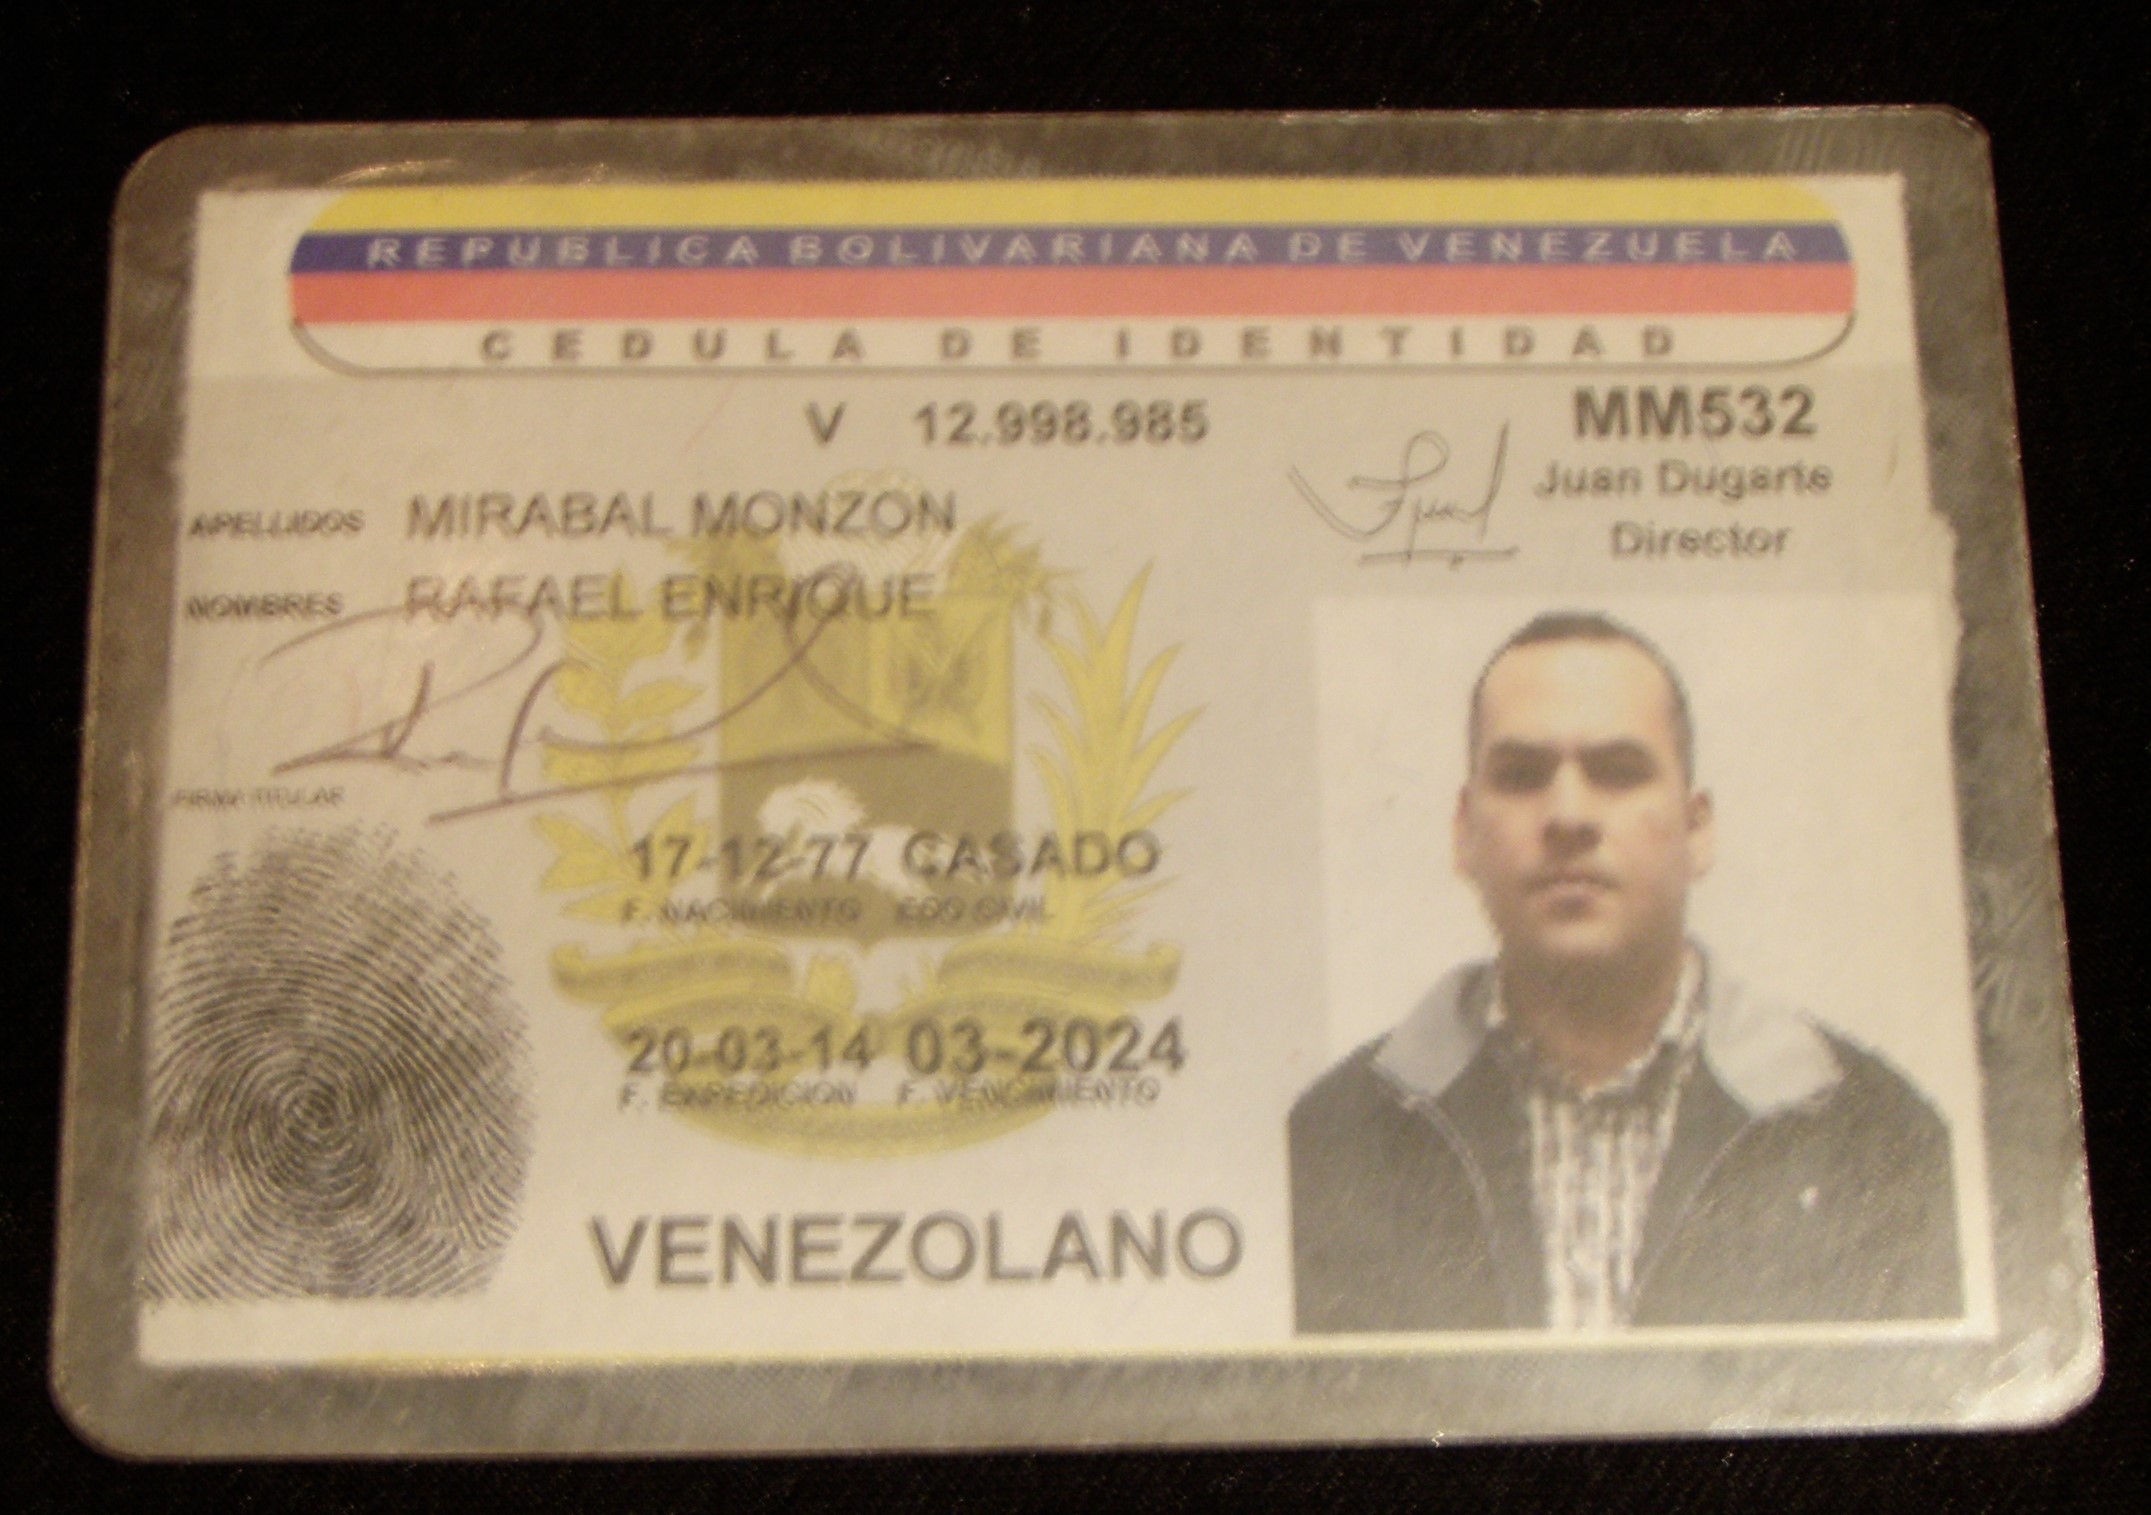 REPUBLICA BOLIVARIANA DE VENEZUELA
CEDULA DE IDENTIDAD
V 12.998.985
MM532
Juan Dugarte
Director
APELLIDOS MIRABAL MONZON
NOMBRES RAFAEL ENRIQUE
FIRMA TITULAR
17-12-77 CASADO
F. NACIMIENTO EDO CIVIL
20-03-14 03-2024
F. EXPEDICION F. VENCIMIENTO
VENEZOLANO